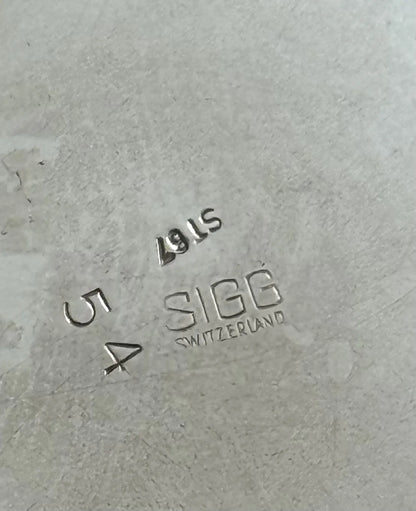 S167
SIGG
SWITZERLAND
5
4